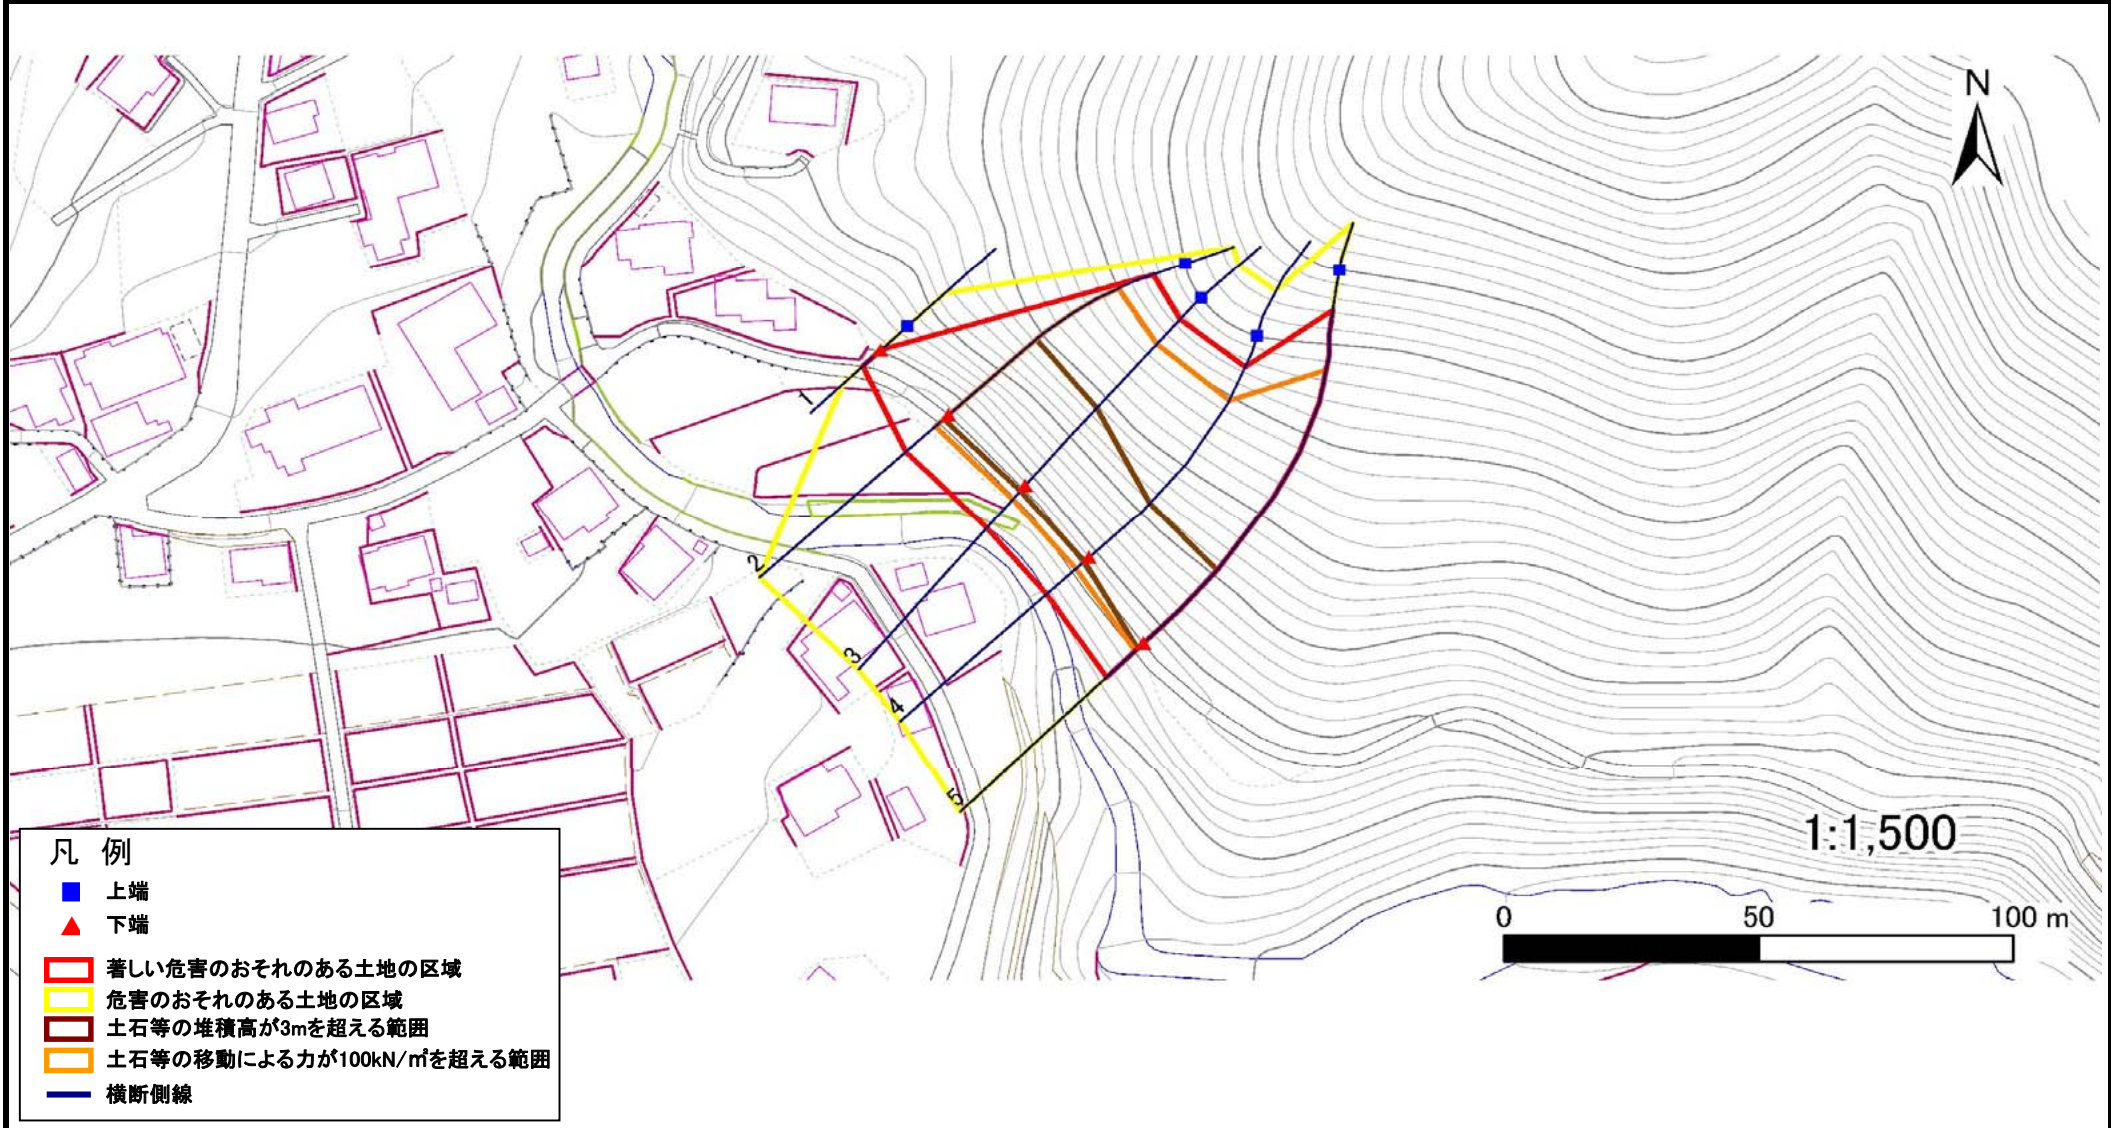 N
1
2
3
4
5
1:1,500
0 50 100 m
凡 例
上端
下端
著しい危害のおそれのある土地の区域
危害のおそれのある土地の区域
土石等の堆積高が3mを超える範囲
土石等の移動による力が100kN/㎡を超える範囲
横断側線